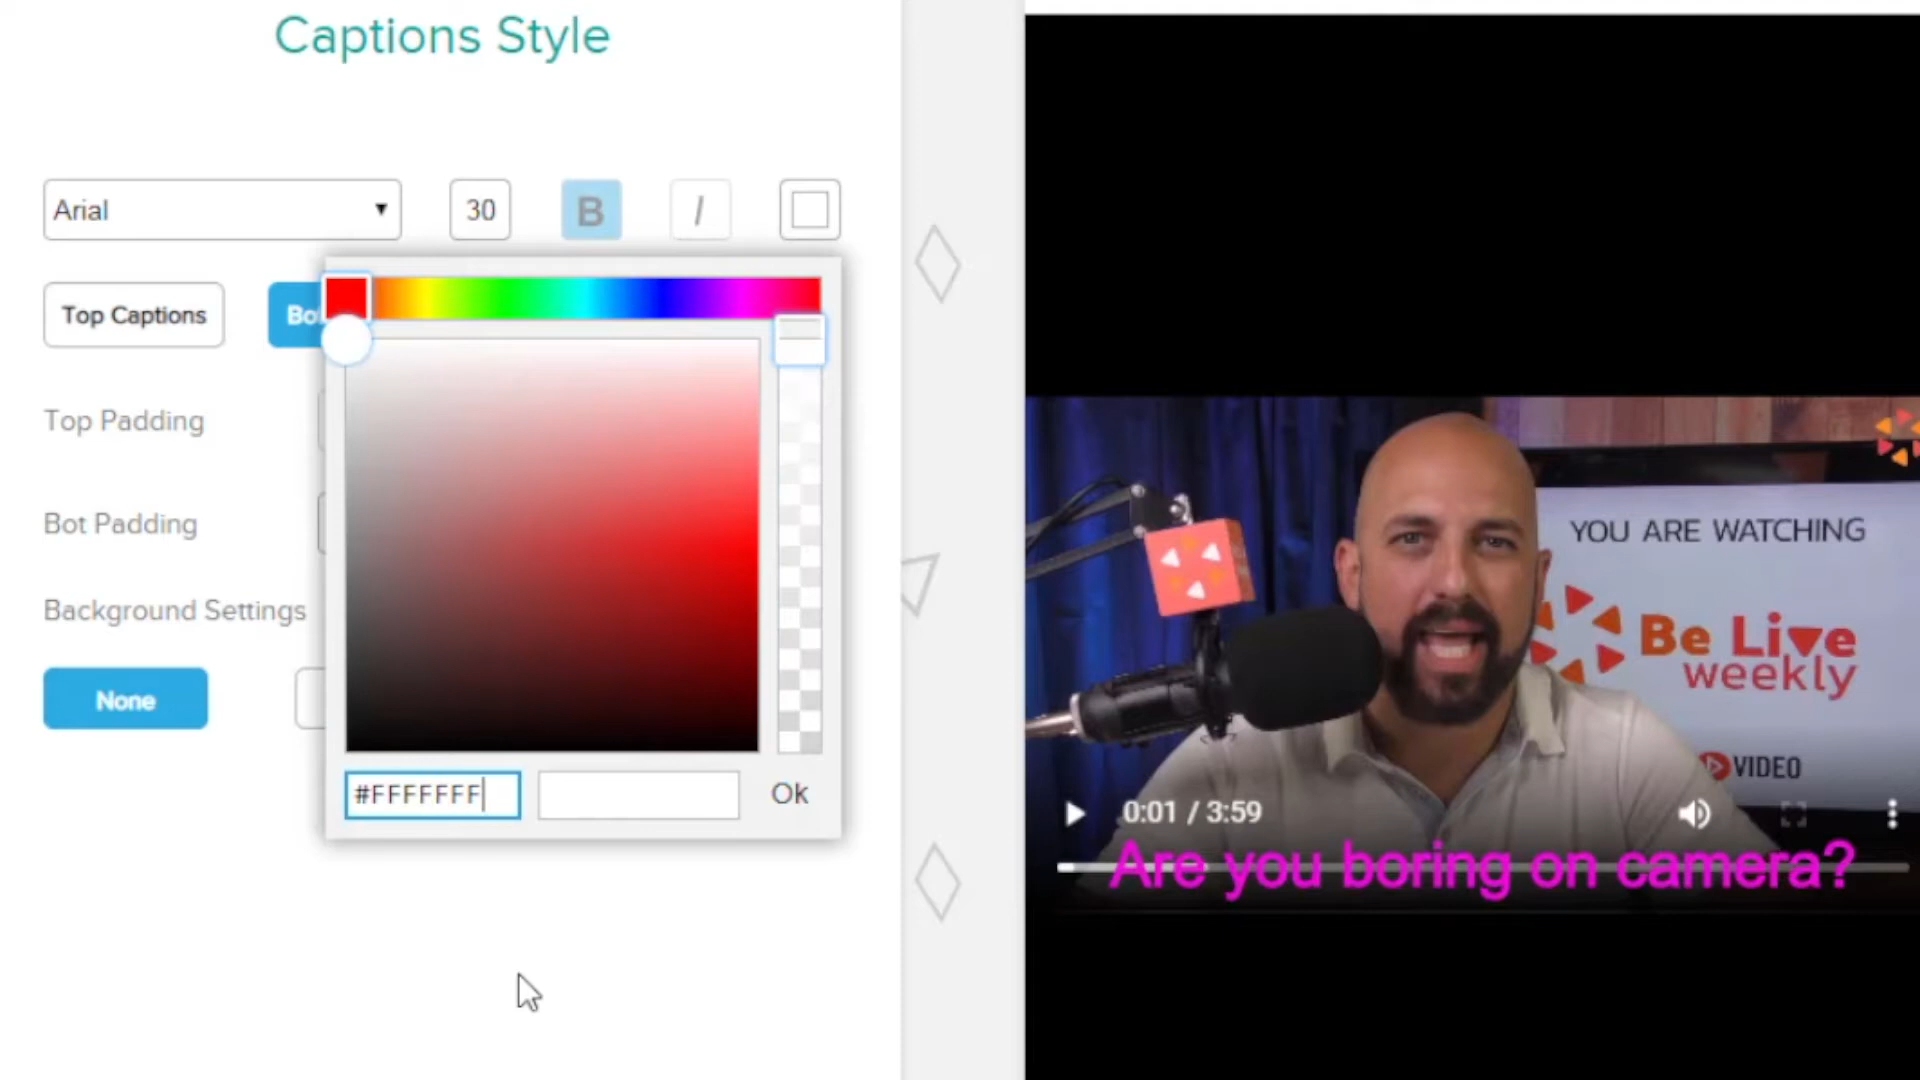 Captions Style
Arial
30
B
I
Top Captions
Bo
Top Padding
Bot Padding
Background Settings
None
#FFFFFFF
Ok
YOU ARE WATCHING
Be Live
weekly
VIDEO
0:01 / 3:59
Are you boring on camera?